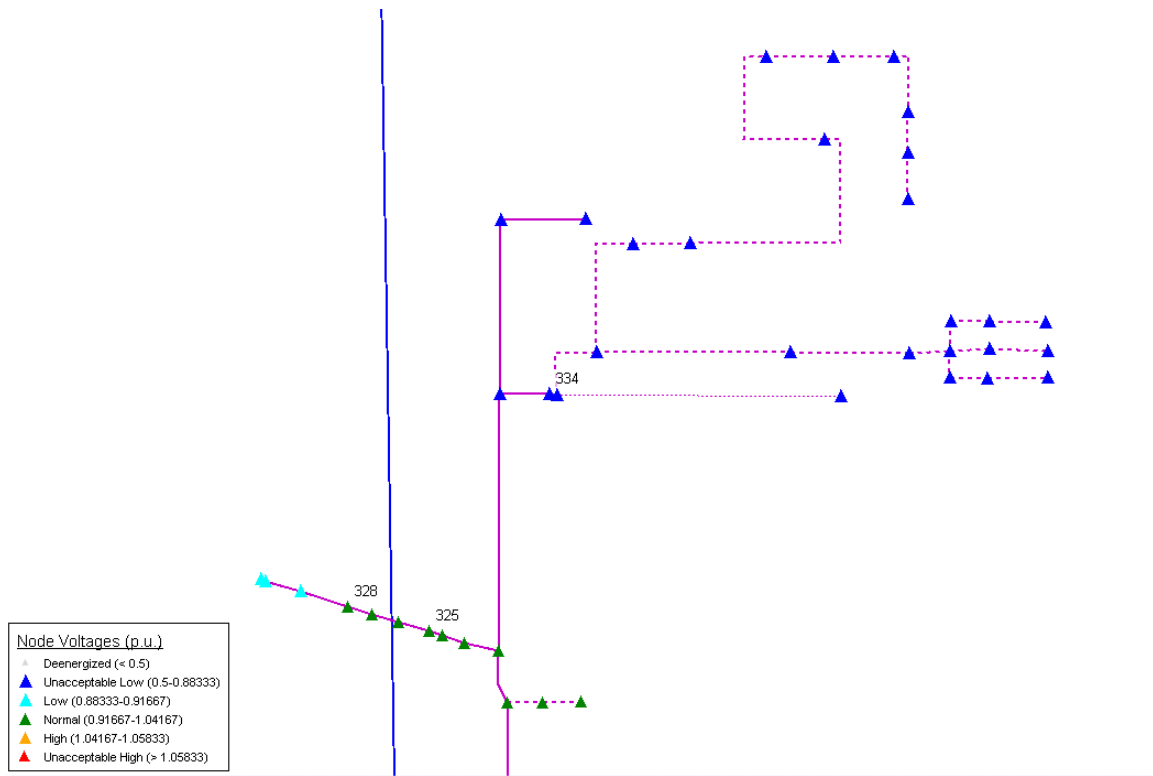 334
328
325
Node Voltages (p.u.)
Deenergized (< 0.5)
Unacceptable Low (0.5-0.88333)
Low (0.88333-0.91667)
Normal (0.91667-1.04167)
High (1.04167-1.05833)
Unacceptable High (> 1.05833)